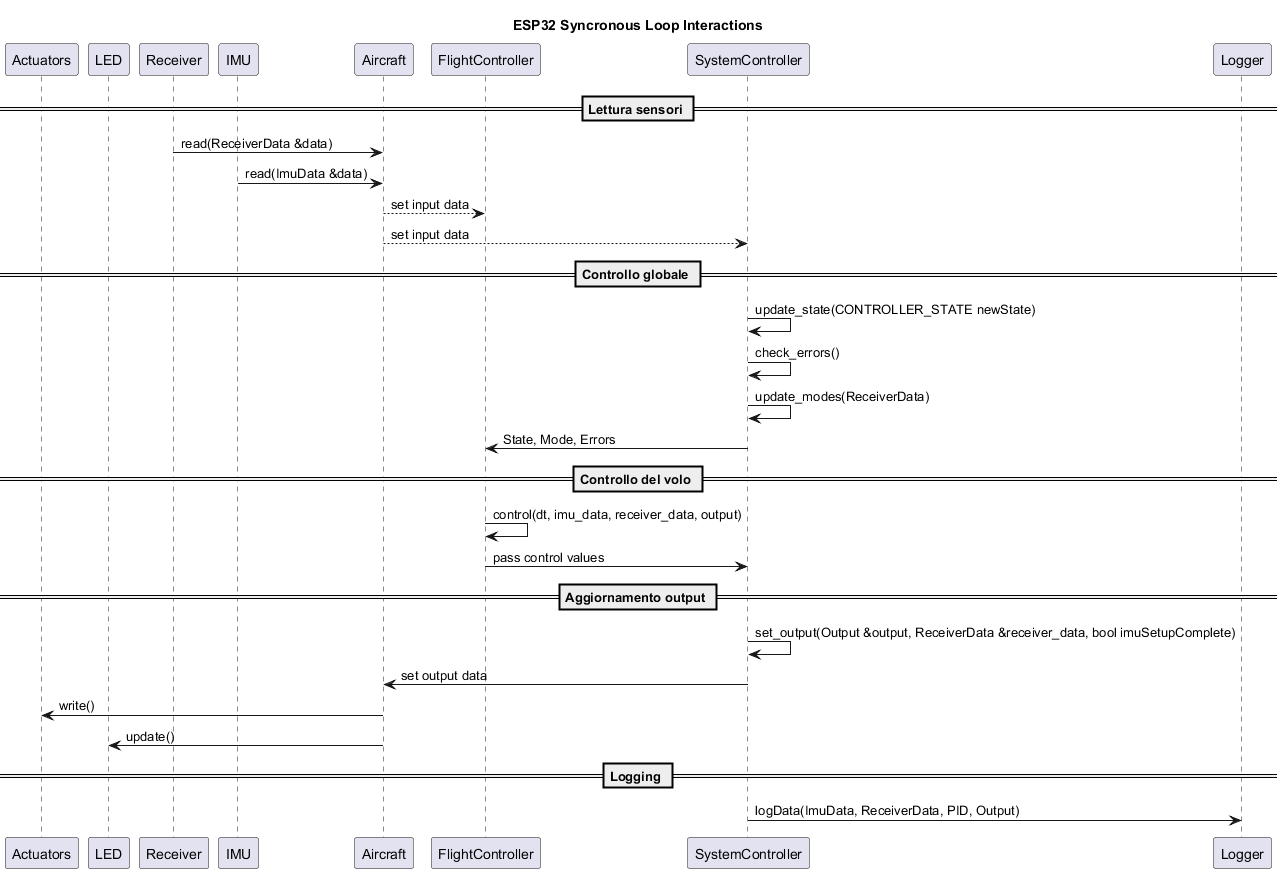 ESP32 Syncronous Loop Interactions
Actuators
LED
Receiver
IMU
Aircraft
FlightController
SystemController
Logger
Lettura sensori
read(ReceiverData &data)
read(ImuData &data)
set input data
set input data
Controllo globale
update_state(CONTROLLER_STATE newState)
check_errors()
update_modes(ReceiverData)
State, Mode, Errors
Controllo del volo
control(dt, imu_data, receiver_data, output)
pass control values
Aggiornamento output
set_output(Output &output, ReceiverData &receiver_data, bool imuSetupComplete)
set output data
write()
update()
Logging
logData(ImuData, ReceiverData, PID, Output)
Actuators
LED
Receiver
IMU
Aircraft
FlightController
SystemController
Logger